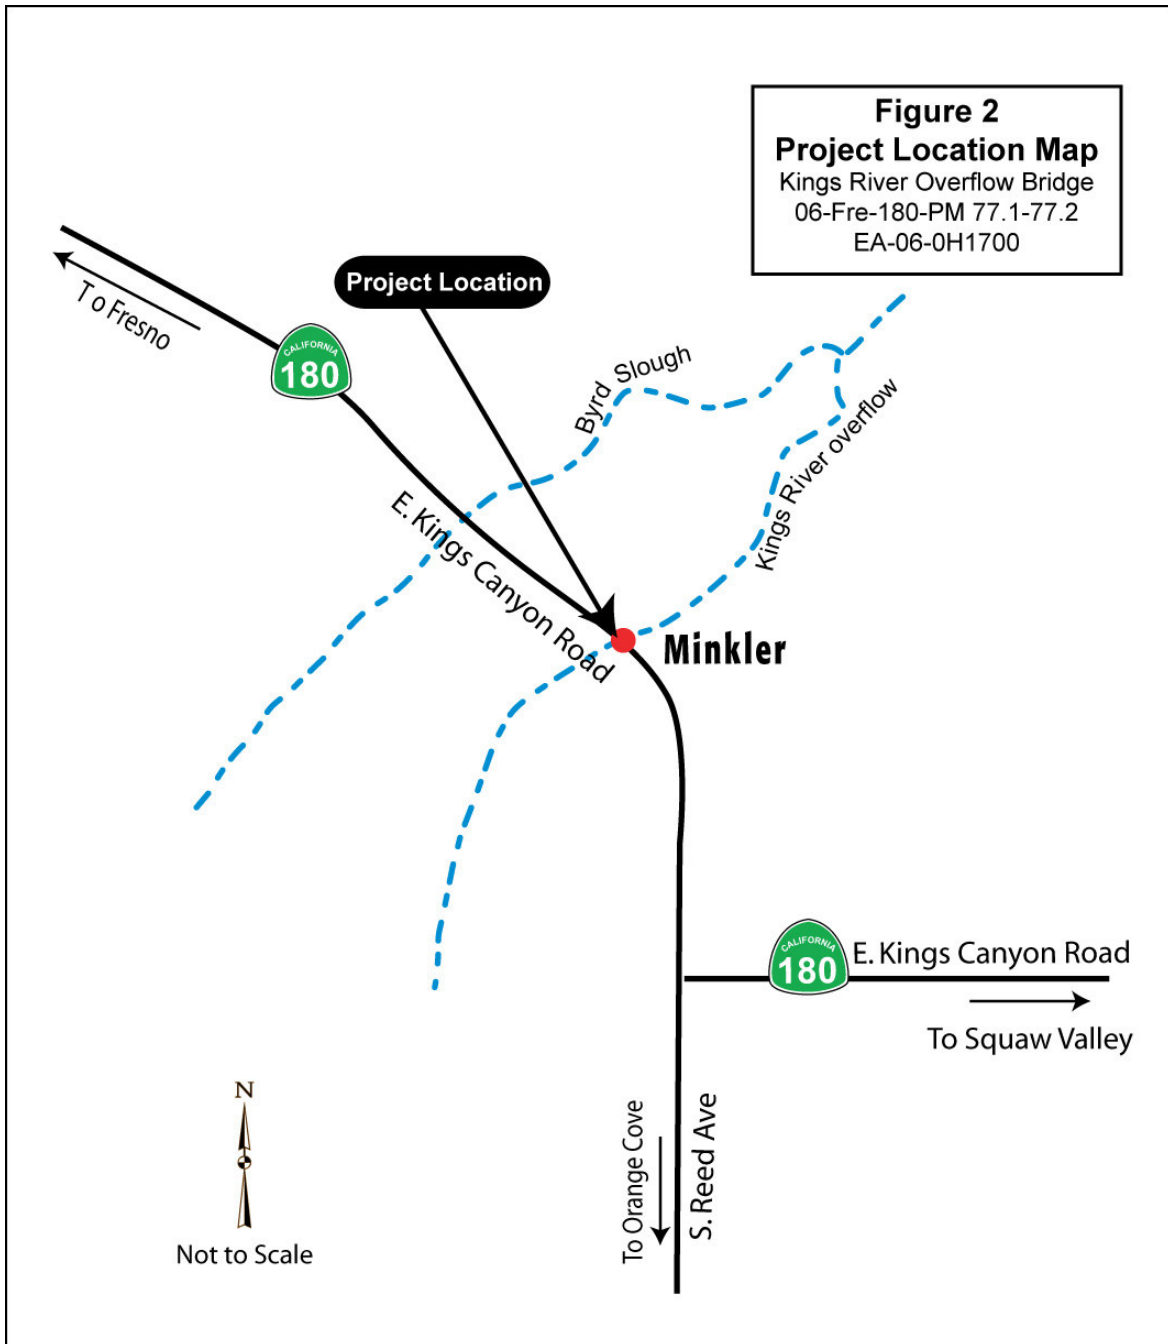 Figure 2
Project Location Map
Kings River Overflow Bridge
06-Fre-180-PM 77.1-77.2
EA-06-0H1700
Project Location
To Fresno
CALIFORNIA
180
Byrd Slough
Kings River overflow
E. Kings Canyon Road
Minkler
CALIFORNIA
180
E. Kings Canyon Road
To Squaw Valley
N
Not to Scale
To Orange Cove
S. Reed Ave